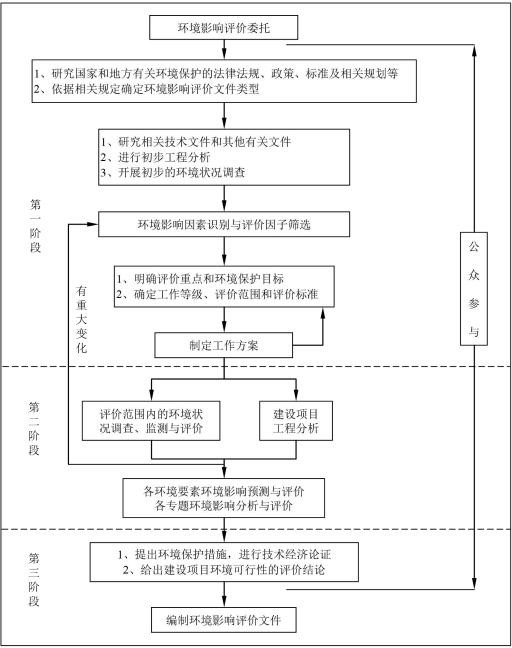 环境影响评价委托
1、研究国家和地方有关环境保护的法律法规、政策、标准及相关规划等
2、依据相关规定确定环境影响评价文件类型
1、研究相关技术文件和其他有关文件
2、进行初步工程分析
3、开展初步的环境状况调查
第一阶段
环境影响因素识别与评价因子筛选
公众参与
1、明确评价重点和环境保护目标
2、确定工作等级、评价范围和评价标准
有重大变化
制定工作方案
第二阶段
评价范围内的环境状
况调查、监测与评价
建设项目
工程分析
各环境要素环境影响预测与评价
各专题环境影响分析与评价
第三阶段
1、提出环境保护措施，进行技术经济论证
2、给出建设项目环境可行性的评价结论
编制环境影响评价文件